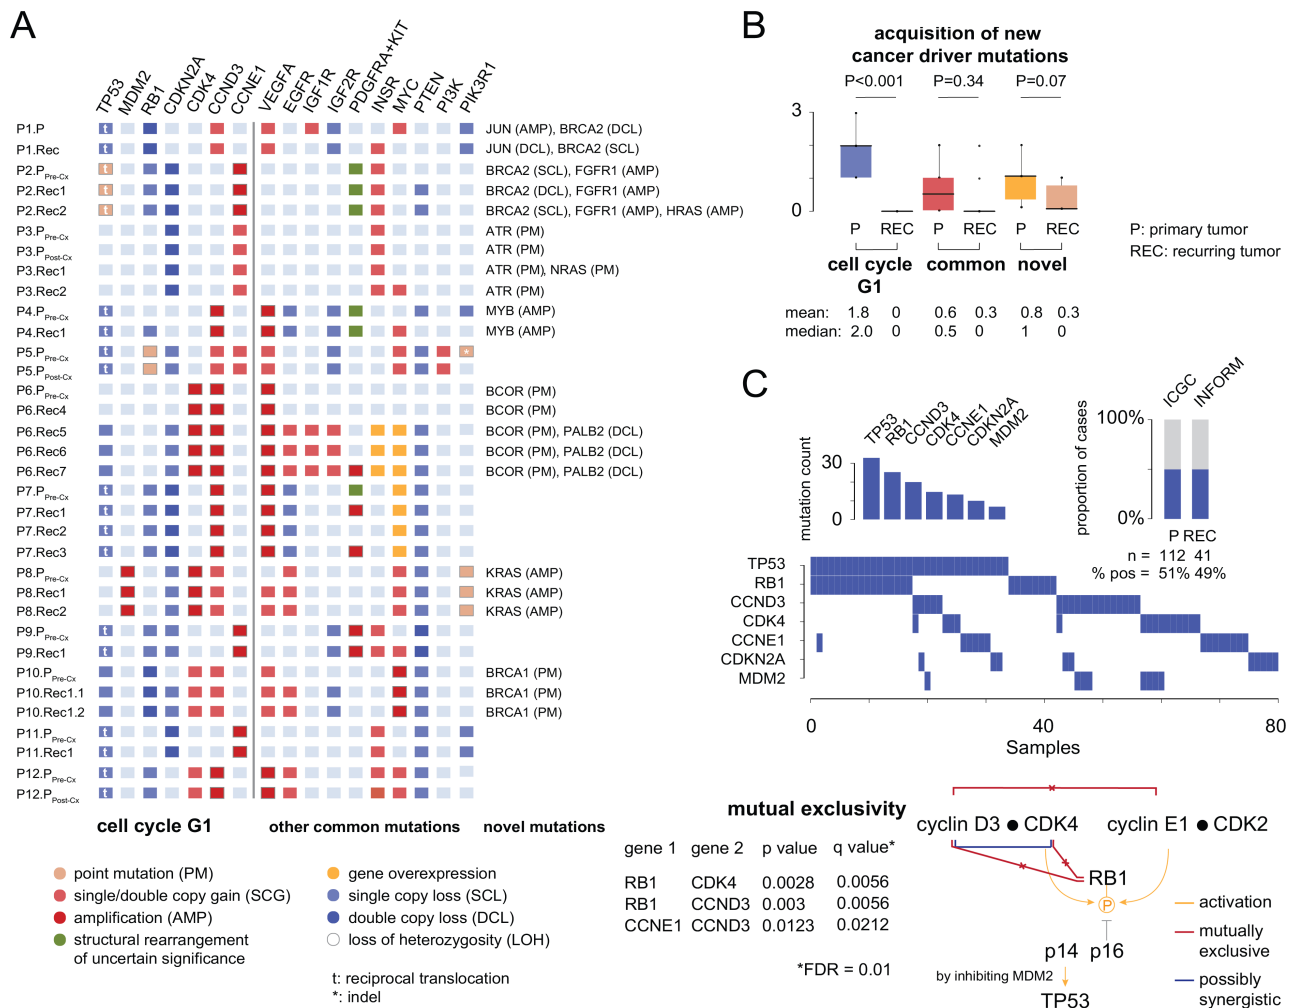 A
TP53 MDM2 RB1 CDKN2A CDK4 CCND3 CCNE1 VEGFA EGFR IGF1R IGF2R PDGFRA+KIT INSR MYC PTEN PI3K PIK3R1
P1.P t JUN (AMP), BRCA2 (DCL)
P1.Rec t JUN (DCL), BRCA2 (SCL)
P2.P Pre-Cx t BRCA2 (SCL), FGFR1 (AMP)
P2.Rec1 t BRCA2 (DCL), FGFR1 (AMP)
P2.Rec2 t BRCA2 (SCL), FGFR1 (AMP), HRAS (AMP)
P3.P Pre-Cx ATR (PM)
P3.P Post-Cx ATR (PM)
P3.Rec1 ATR (PM), NRAS (PM)
P3.Rec2 ATR (PM)
P4.P Pre-Cx t MYB (AMP)
P4.Rec1 t MYB (AMP)
P5.P Pre-Cx t *
P5.P Post-Cx t
P6.P Pre-Cx BCOR (PM)
P6.Rec4 BCOR (PM)
P6.Rec5 BCOR (PM), PALB2 (DCL)
P6.Rec6 BCOR (PM), PALB2 (DCL)
P6.Rec7 BCOR (PM), PALB2 (DCL)
P7.P Pre-Cx t
P7.Rec1 t
P7.Rec2 t
P7.Rec3 t
P8.P Pre-Cx KRAS (AMP)
P8.Rec1 KRAS (AMP)
P8.Rec2 KRAS (AMP)
P9.P Pre-Cx t
P9.Rec1 t
P10.P Pre-Cx BRCA1 (PM)
P10.Rec1.1 BRCA1 (PM)
P10.Rec1.2 BRCA1 (PM)
P11.P Pre-Cx t
P11.Rec1 t
P12.P Pre-Cx t
P12.P Post-Cx t
cell cycle G1 other common mutations novel mutations
point mutation (PM)
single/double copy gain (SCG)
amplification (AMP)
structural rearrangement
of uncertain significance
gene overexpression
single copy loss (SCL)
double copy loss (DCL)
loss of heterozygosity (LOH)
t: reciprocal translocation
*: indel
B
acquisition of new
cancer driver mutations
P<0.001 P=0.34 P=0.07
3
0
P REC P REC P REC
cell cycle common novel
G1
P: primary tumor
REC: recurring tumor
mean: 1.8 0 0.6 0.3 0.8 0.3
median: 2.0 0 0.5 0 1 0
C
mutation count
30
0
TP53 RB1 CCND3 CDK4 CCNE1 CDKN2A MDM2
proportion of cases
100%
0%
ICGC INFORM
P REC
n = 112 41
% pos = 51% 49%
TP53
RB1
CCND3
CDK4
CCNE1
CDKN2A
MDM2
0 40 80
Samples
mutual exclusivity
gene 1 gene 2 p value q value*
RB1 CDK4 0.0028 0.0056
RB1 CCND3 0.003 0.0056
CCNE1 CCND3 0.0123 0.0212
*FDR = 0.01
cyclin D3 ● CDK4 cyclin E1 ● CDK2
RB1
P
p14 p16
by inhibiting MDM2
TP53
activation
mutually
exclusive
possibly
synergistic